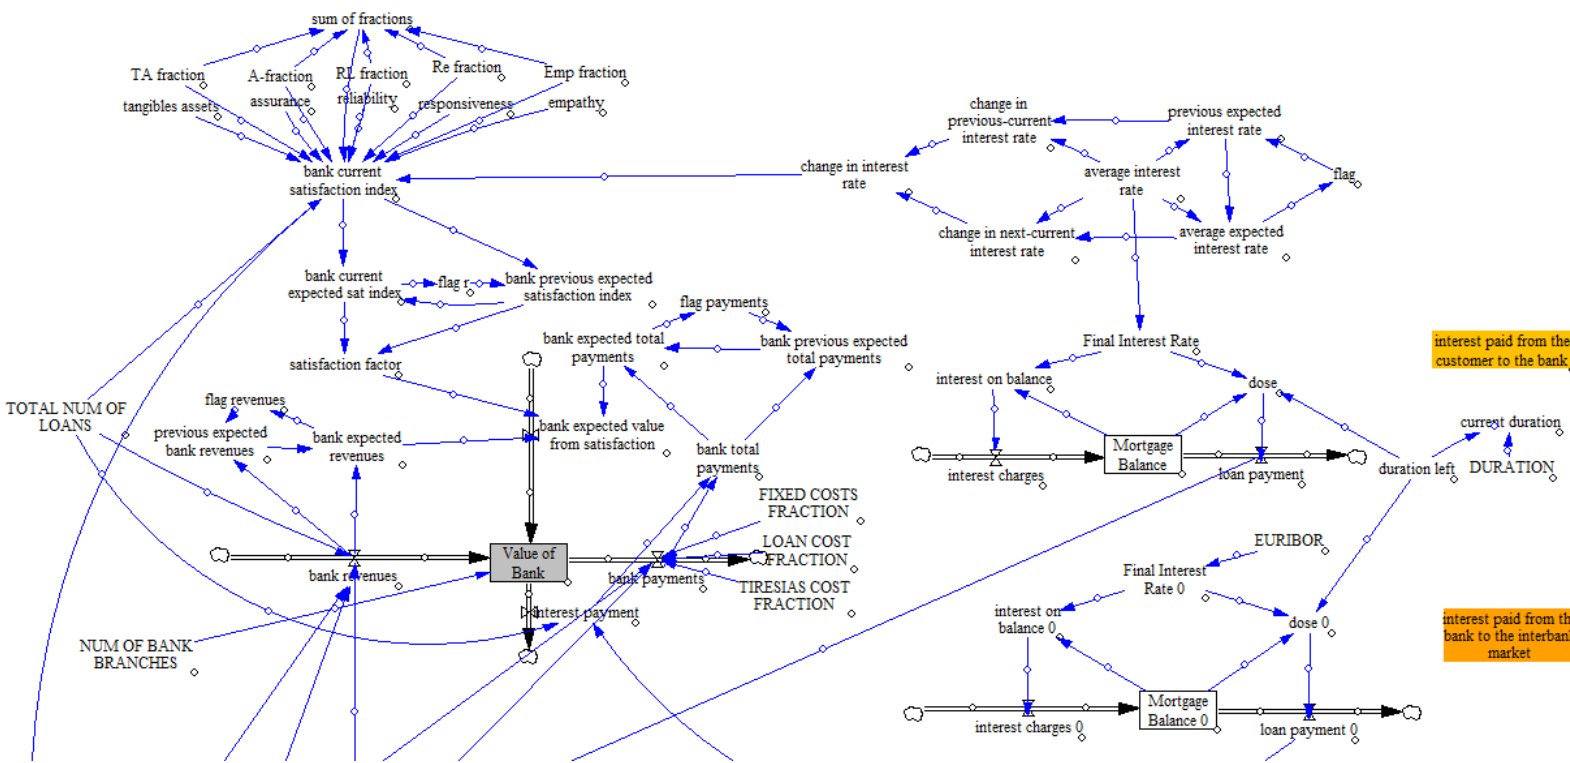 sum of fractions
TA fraction
A-fraction
RL fraction
Re fraction
Emp fraction
tangibles assets
assurance
reliability
responsiveness
empathy
bank current
satisfaction index
change in
previous-current
interest rate
previous expected
interest rate
change in interest
rate
average interest
rate
flag
change in next-current
interest rate
average expected
interest rate
bank current
expected sat index
flag r
bank previous expected
satisfaction index
flag payments
bank expected total
payments
bank previous expected
total payments
satisfaction factor
Final Interest Rate
interest paid from the
customer to the bank
interest on balance
dose
TOTAL NUM OF
LOANS
flag revenues
previous expected
bank revenues
bank expected
revenues
bank expected value
from satisfaction
bank total
payments
Mortgage
Balance
interest charges
loan payment
current duration
duration left
DURATION
FIXED COSTS
FRACTION
LOAN COST
FRACTION
TIRESIAS COST
FRACTION
Value of
Bank
bank revenues
bank payments
interest payment
NUM OF BANK
BRANCHES
EURIBOR
Final Interest
Rate 0
interest on
balance 0
dose 0
interest paid from th
bank to the interban
market
Mortgage
Balance 0
interest charges 0
loan payment 0